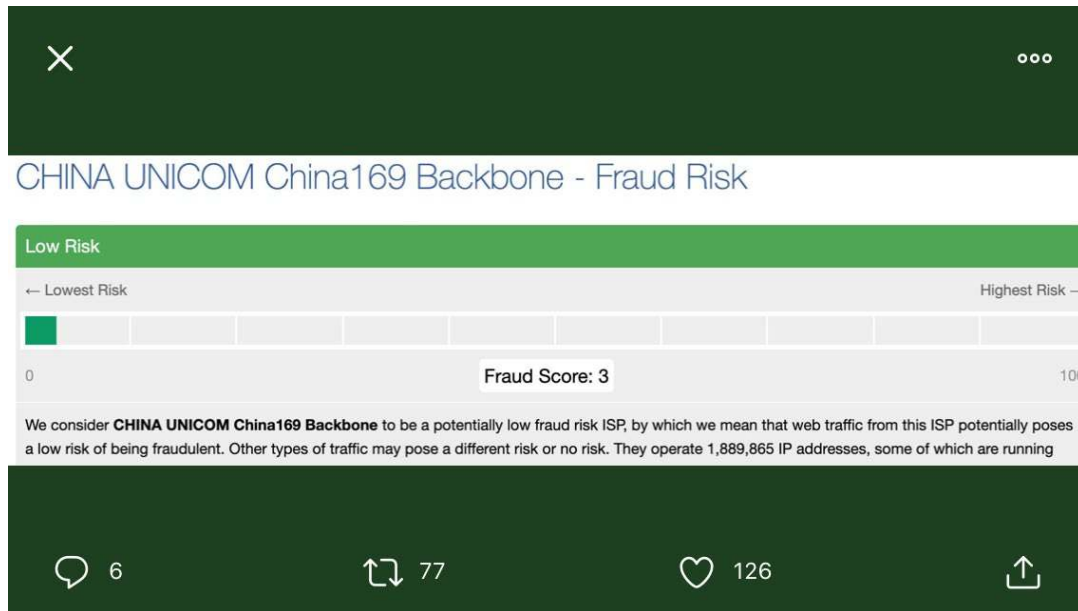 CHINA UNICOM China169 Backbone - Fraud Risk
Low Risk
← Lowest Risk Highest Risk –
0 Fraud Score: 3 100
We consider CHINA UNICOM China169 Backbone to be a potentially low fraud risk ISP, by which we mean that web traffic from this ISP potentially poses
a low risk of being fraudulent. Other types of traffic may pose a different risk or no risk. They operate 1,889,865 IP addresses, some of which are running
6 77 126